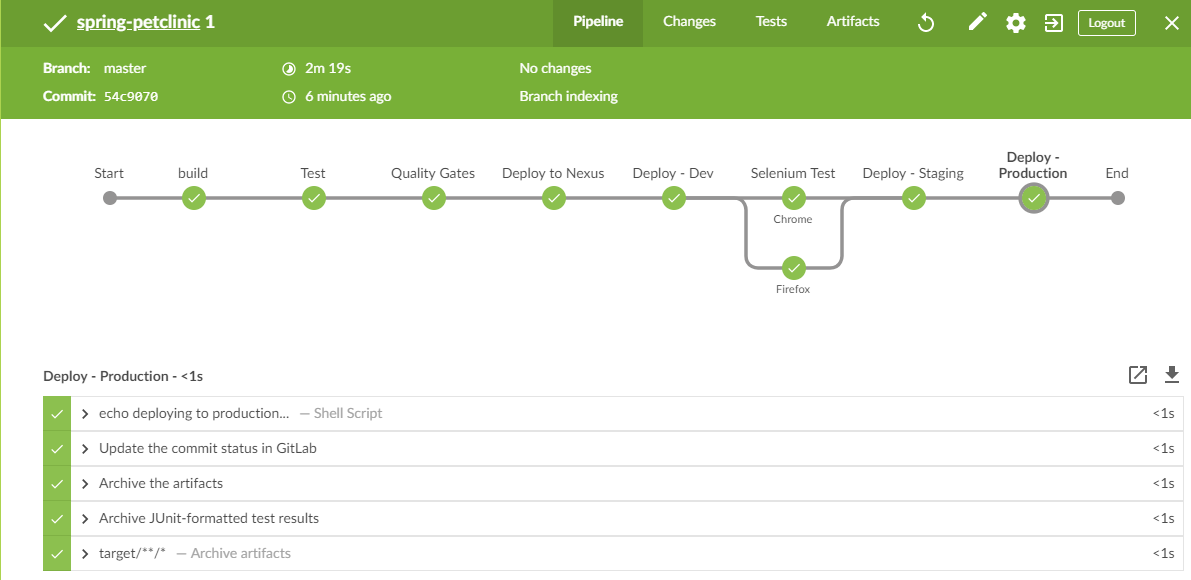 spring-petclinic 1
Pipeline
Changes
Tests
Artifacts
Logout
Branch: master
2m 19s
No changes
Commit: 54c9070
6 minutes ago
Branch indexing
Start
build
Test
Quality Gates
Deploy to Nexus
Deploy - Dev
Selenium Test
Deploy - Staging
Deploy -
Production
End
Chrome
Firefox
Deploy - Production - <1s
echo deploying to production... — Shell Script <1s
Update the commit status in GitLab <1s
Archive the artifacts <1s
Archive JUnit-formatted test results <1s
target/**/* — Archive artifacts <1s